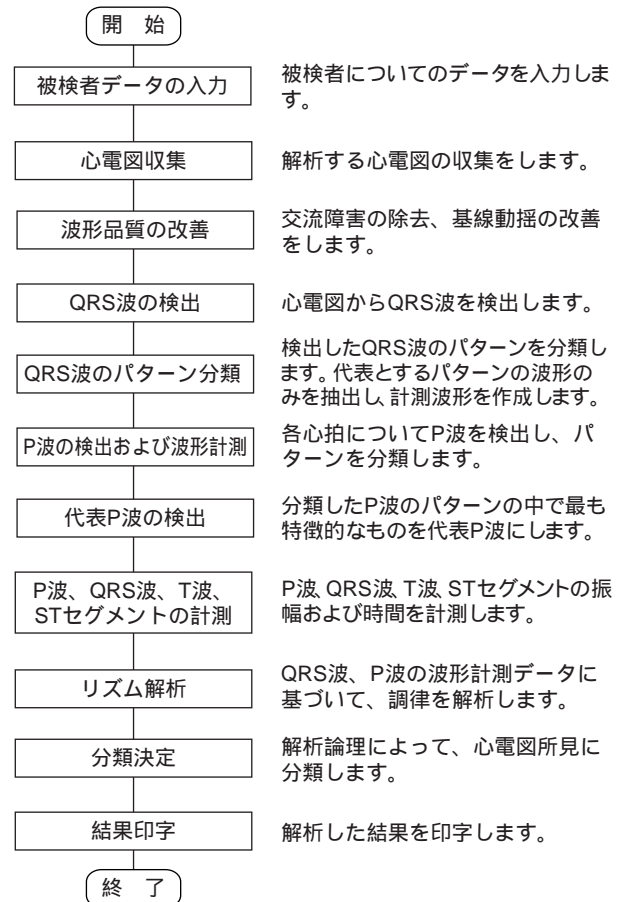 開 始
被検者データの入力
被検者についてのデータを入力しま
す。
心電図収集
解析する心電図の収集をします。
波形品質の改善
交流障害の除去、基線動揺の改善
をします。
QRS波の検出
心電図からQRS波を検出します。
QRS波のパターン分類
検出したQRS波のパターンを分類し
ます。代表とするパターンの波形の
みを抽出し、計測波形を作成します。
P波の検出および波形計測
各心拍についてP波を検出し、パ
ターンを分類します。
代表P波の検出
分類したP波のパターンの中で最も
特徴的なものを代表P波にします。
P波、QRS波、T波、
STセグメントの計測
P波、QRS波、T波、STセグメントの振
幅および時間を計測します。
リズム解析
QRS波、P波の波形計測データに
基づいて、調律を解析します。
分類決定
解析論理によって、心電図所見に
分類します。
結果印字
解析した結果を印字します。
終 了